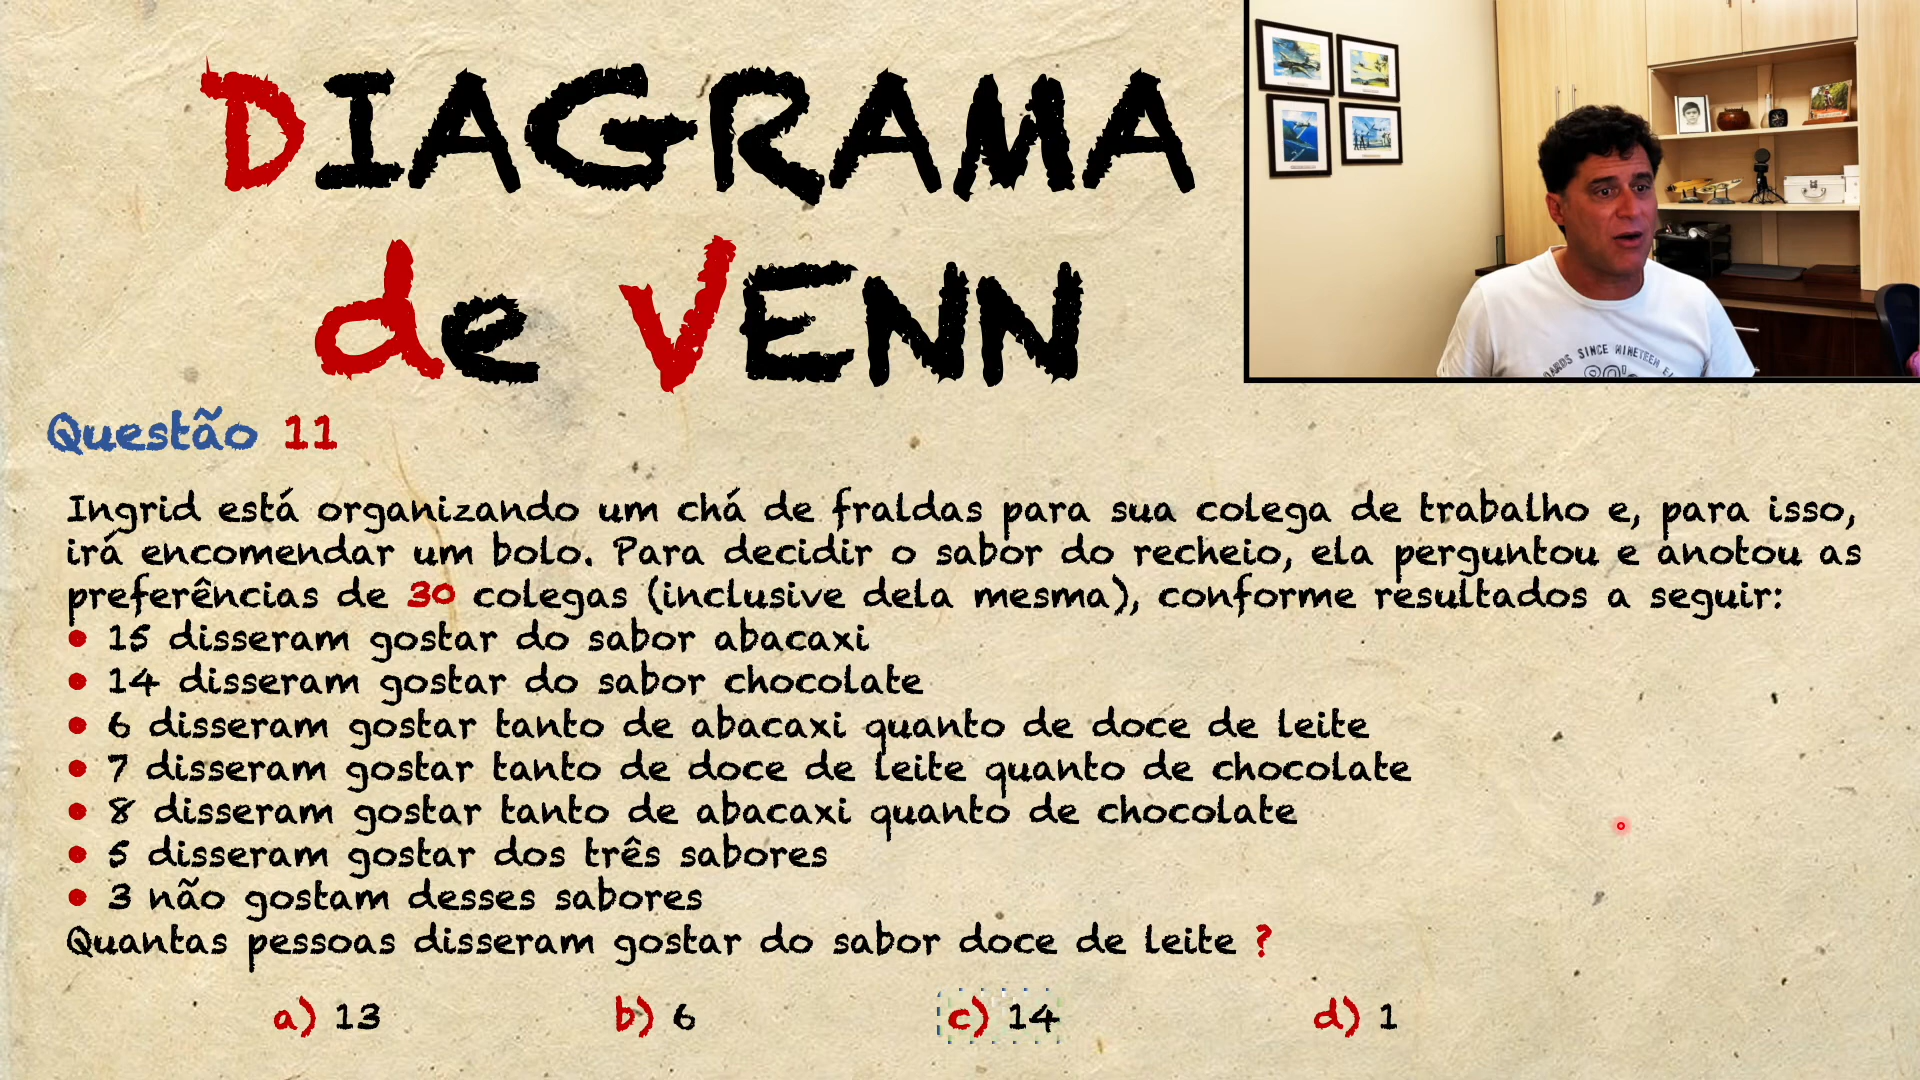 DIAGRAMA
de VENN
Questão 11
Ingrid está organizando um chá de fraldas para sua colega de trabalho e, para isso,
irá encomendar um bolo. Para decidir o sabor do recheio, ela perguntou e anotou as
preferências de 30 colegas (inclusive dela mesma), conforme resultados a seguir:
• 15 disseram gostar do sabor abacaxi
• 14 disseram gostar do sabor chocolate
• 6 disseram gostar tanto de abacaxi quanto de doce de leite
• 7 disseram gostar tanto de doce de leite quanto de chocolate
• 8 disseram gostar tanto de abacaxi quanto de chocolate
• 5 disseram gostar dos três sabores
• 3 não gostam desses sabores
Quantas pessoas disseram gostar do sabor doce de leite ?
a) 13 b) 6 c) 14 d) 1
SINCE NINETEEN
80's